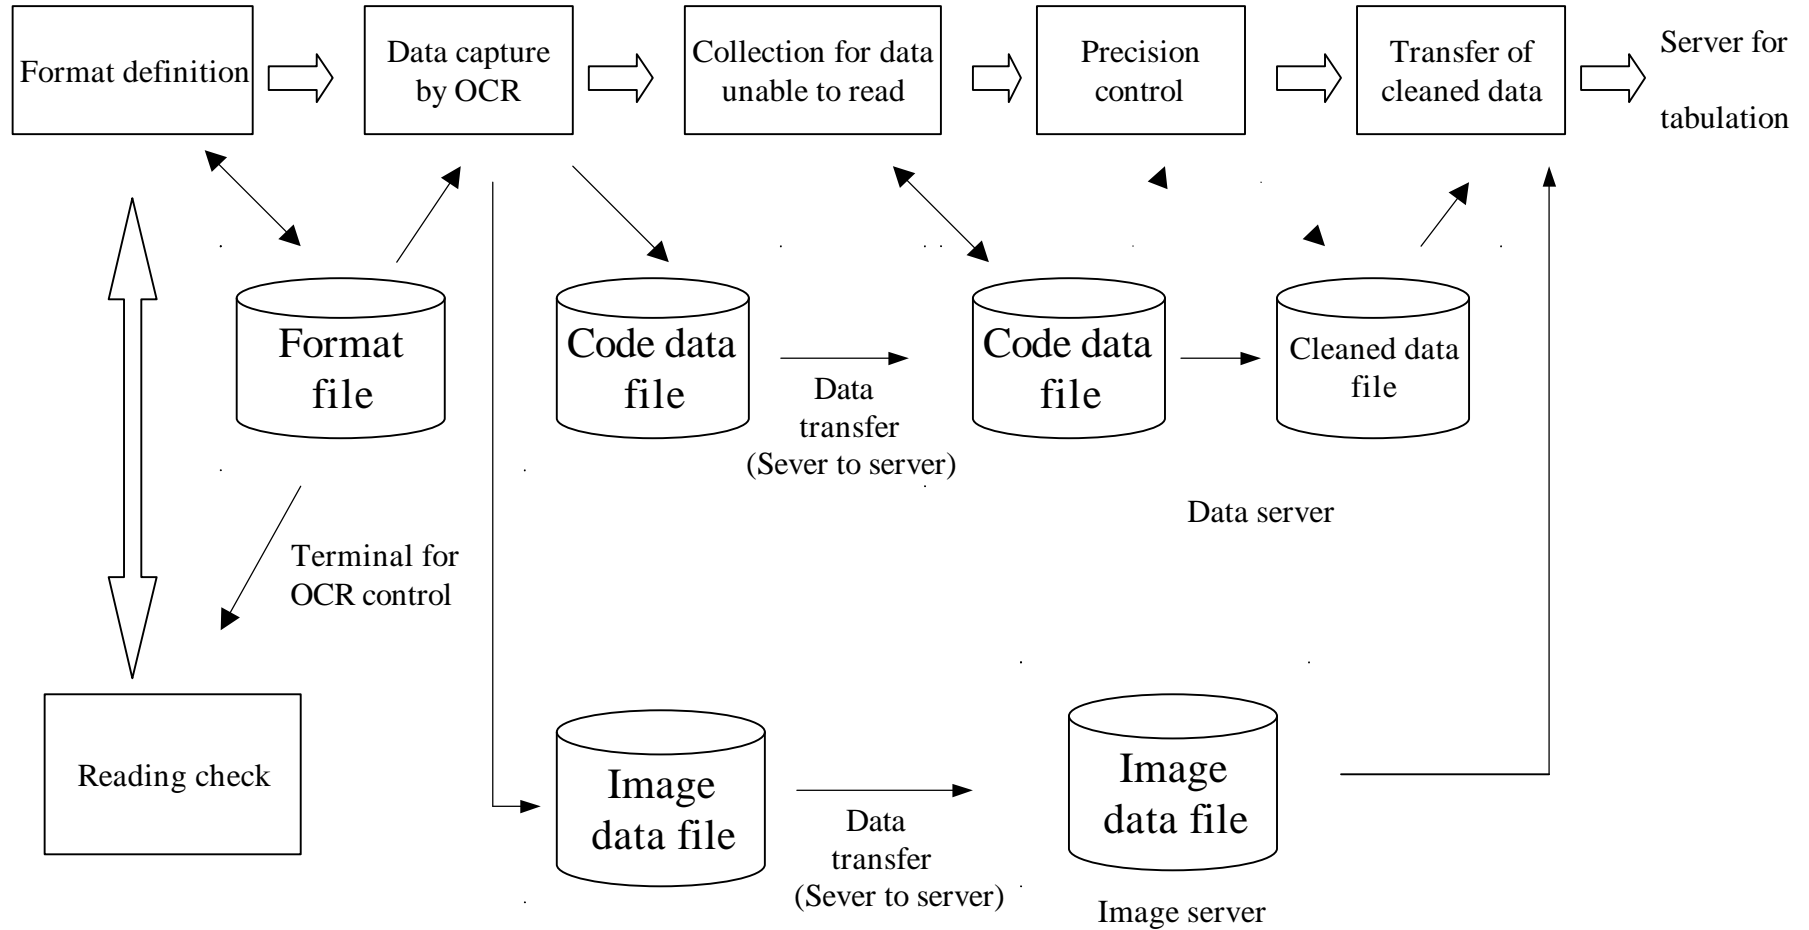 Format definition
Data capture
by OCR
Collection for data
unable to read
Precision
control
Transfer of
cleaned data
Server for
tabulation
Format
file
Code data
file
Data
transfer
(Sever to server)
Code data
file
Cleaned data
file
Data server
Terminal for
OCR control
Reading check
Image
data file
Data
transfer
(Sever to server)
Image
data file
Image server